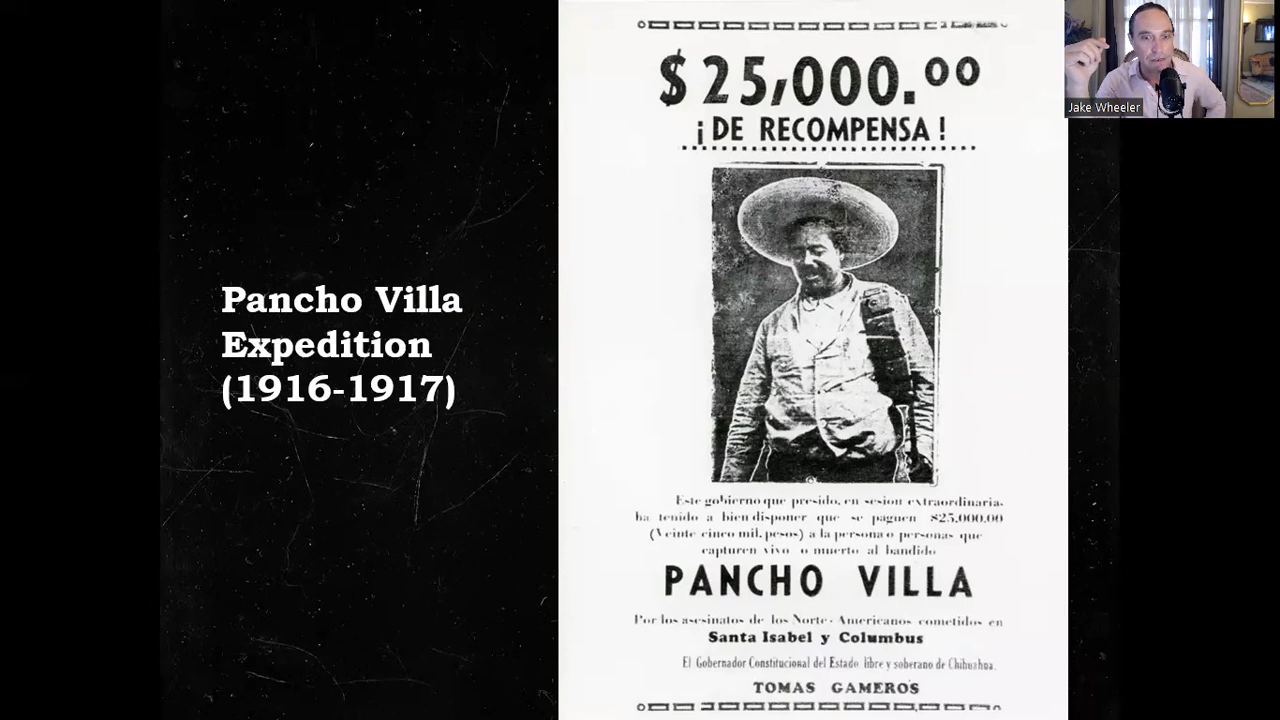 Pancho Villa
Expedition
(1916-1917)
$25,000.00
¡DE RECOMPENSA!
Este gobierno que presido, en sesion extraordinaria,
ha tenido a bien disponer que se paguen $25,000.00
(Veinte cinco mil, pesos) a la persona o personas que
capturen vivo o muerto al bandido
PANCHO VILLA
Por los asesinatos de los Norte-Americanos cometidos en
Santa Isabel y Columbus
El Gobernador Constitucional del Estado libre y soberano de Chihuahua.
TOMAS GAMEROS
Jake Wheeler